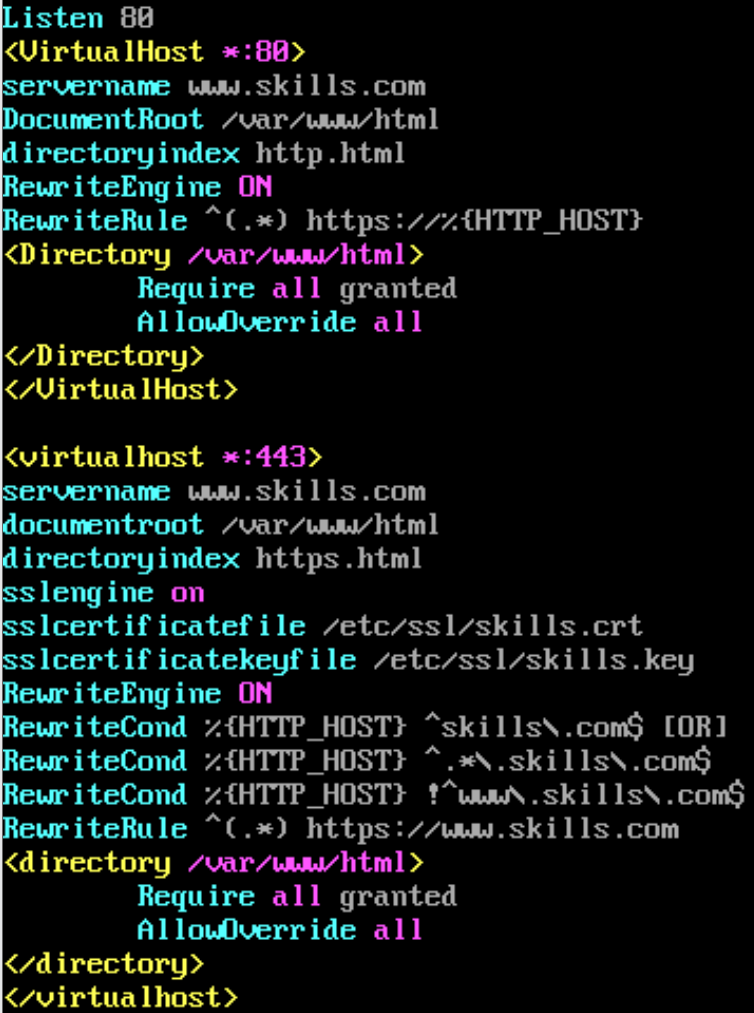 Listen 80
<VirtualHost *:80>
servername www.skills.com
DocumentRoot /var/www/html
directoryindex http.html
RewriteEngine ON
RewriteRule ^(.*) https://%{HTTP_HOST}
<Directory /var/www/html>
Require all granted
AllowOverride all
</Directory>
</VirtualHost>
<virtualhost *:443>
servername www.skills.com
documentroot /var/www/html
directoryindex https.html
sslengine on
sslcertificatefile /etc/ssl/skills.crt
sslcertificatekeyfile /etc/ssl/skills.key
RewriteEngine ON
RewriteCond %{HTTP_HOST} ^skills\.com$ [OR]
RewriteCond %{HTTP_HOST} ^.*\.skills\.com$
RewriteCond %{HTTP_HOST} !^www\.skills\.com$
RewriteRule ^(.*) https://www.skills.com
<directory /var/www/html>
Require all granted
AllowOverride all
</directory>
</virtualhost>